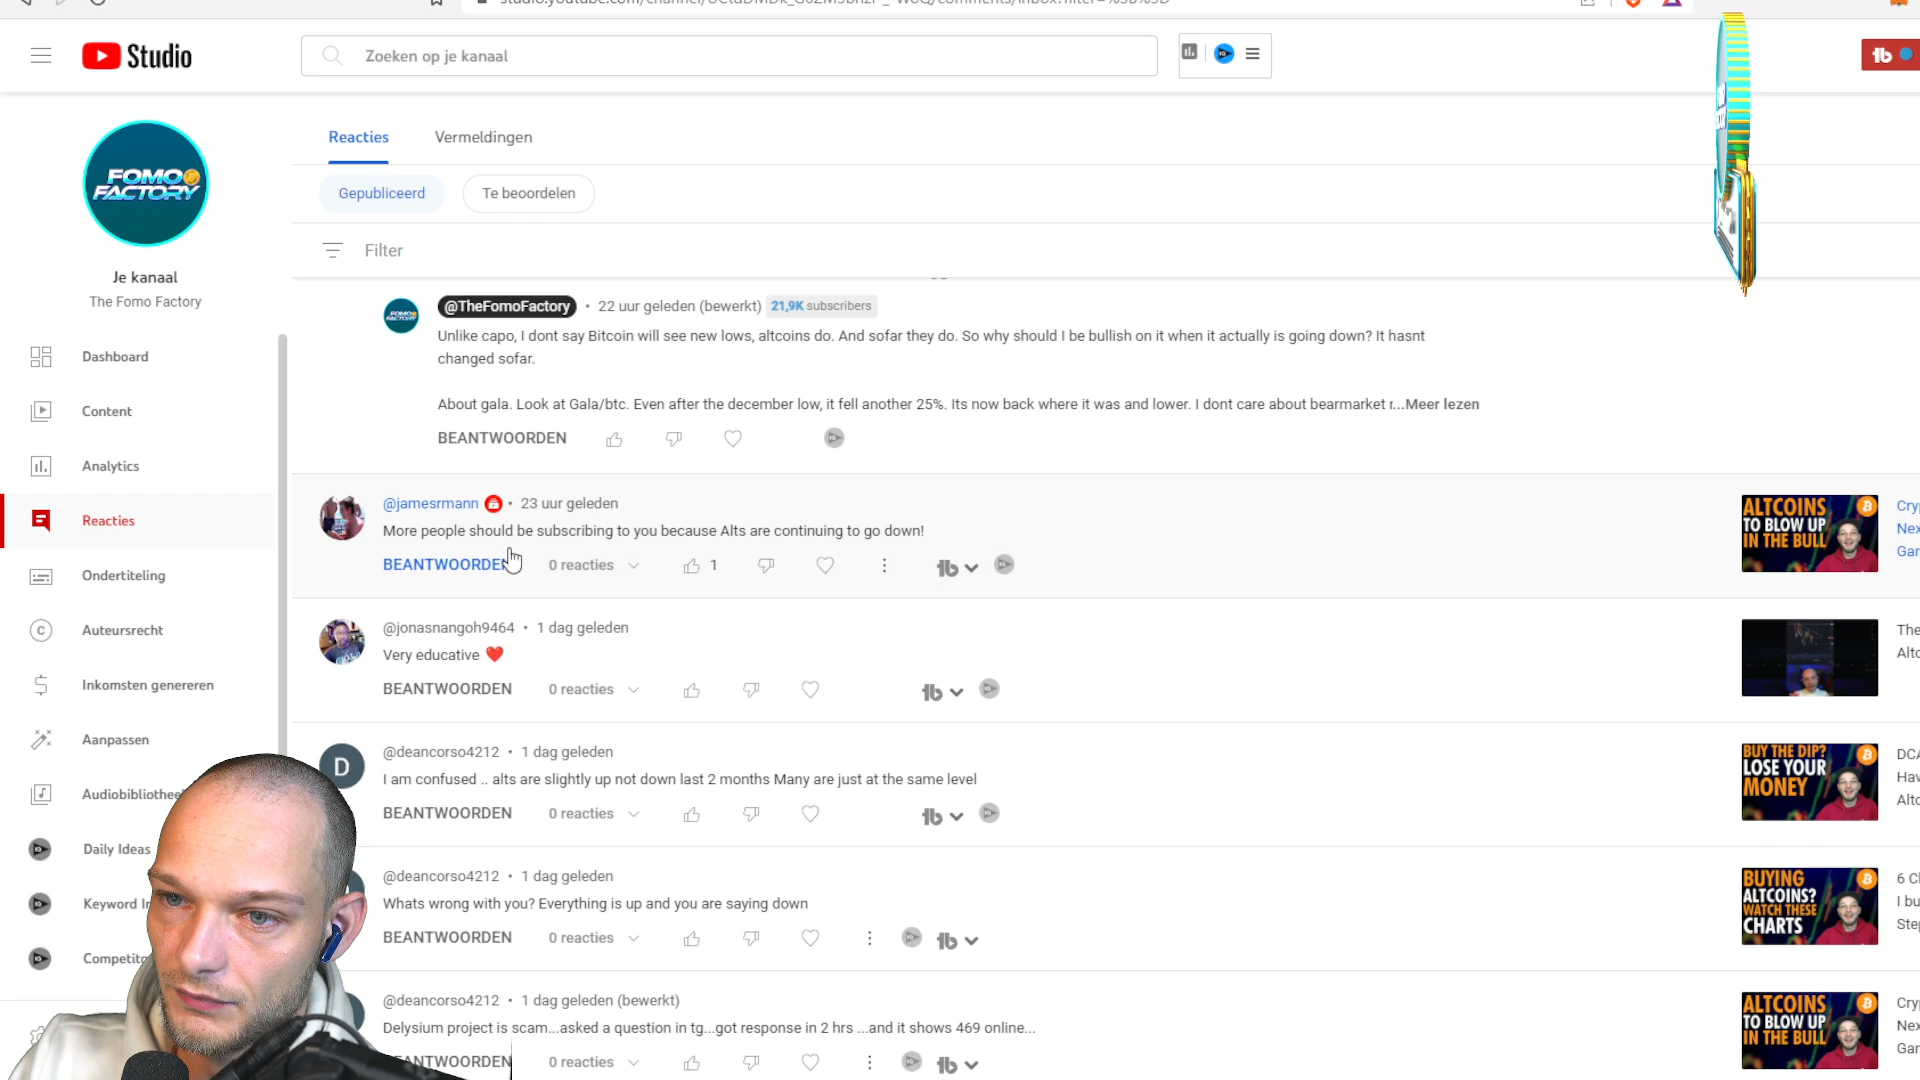 Studio
Zoeken op je kanaal
FOMO
FACTORY
Je kanaal
The Fomo Factory
Dashboard
Content
Analytics
Reacties
Ondertiteling
Auteursrecht
Inkomsten genereren
Aanpassen
Daily Ideas
Reacties
Vermeldingen
Gepubliceerd
Te beoordelen
Filter
@TheFomoFactory • 22 uur geleden (bewerkt) 21,9K subscribers
Unlike capo, I dont say Bitcoin will see new lows, altcoins do. And sofar they do. So why should I be bullish on it when it actually is going down? It hasnt
changed sofar.
About gala. Look at Gala/btc. Even after the december low, it fell another 25%. Its now back where it was and lower. I dont care about bearmarket r...Meer lezen
BEANTWOORDEN
@jamesrmann • 23 uur geleden
More people should be subscribing to you because Alts are continuing to go down!
BEANTWOORDEN 0 reacties 1
ALTCOINS
TO BLOW UP
IN THE BULL
@jonasnangoh9464 • 1 dag geleden
Very educative ❤️
BEANTWOORDEN 0 reacties
The
D
@deancorso4212 • 1 dag geleden
I am confused .. alts are slightly up not down last 2 months Many are just at the same level
BEANTWOORDEN 0 reacties
BUY THE DIP?
LOSE YOUR
MONEY
DCA
@deancorso4212 • 1 dag geleden
Whats wrong with you? Everything is up and you are saying down
BEANTWOORDEN 0 reacties
BUYING
ALTCOINS?
WATCH THESE
CHARTS
@deancorso4212 • 1 dag geleden (bewerkt)
Delysium project is scam...asked a question in tg...got response in 2 hrs ...and it shows 469 online...
0 reacties
ALTCOINS
TO BLOW UP
IN THE BULL